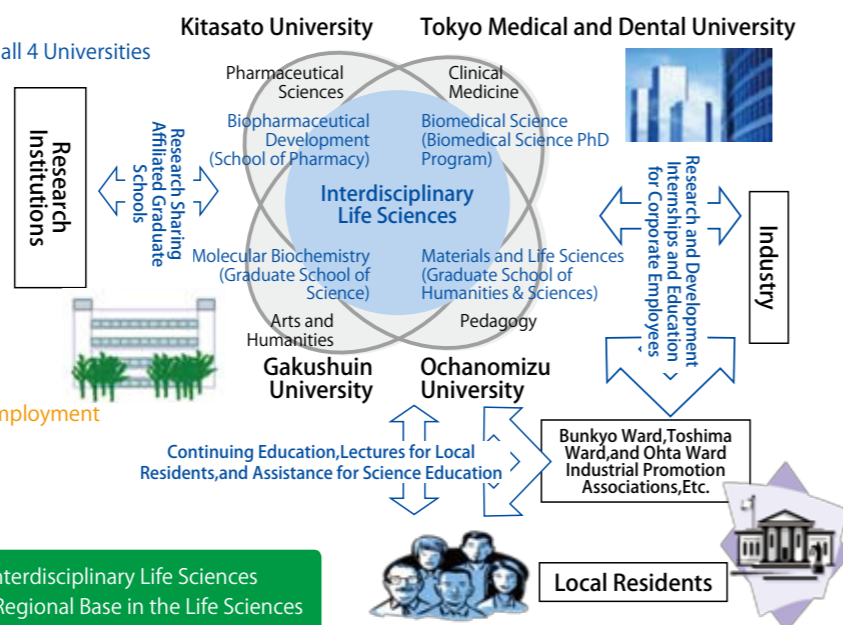 Kitasato University
Tokyo Medical and Dental University
all 4 Universities
Pharmaceutical
Sciences
Clinical
Medicine
Biopharmaceutical
Development
(School of Pharmacy)
Biomedical Science
(Biomedical Science PhD
Program)
Research
Institutions
Research Sharing
Affiliated Graduate
Schools
Interdisciplinary
Life Sciences
Research and Development
Internships and Education
for Corporate Employees
Industry
Molecular Biochemistry
(Graduate School of
Science)
Materials and Life Sciences
(Graduate School of
Humanities & Sciences)
Arts and
Humanities
Pedagogy
Gakushuin
University
Ochanomizu
University
mployment
Continuing Education,Lectures for Local
Residents,and Assistance for Science Education
Bunkyo Ward,Toshima
Ward,and Ohta Ward
Industrial Promotion
Associations,Etc.
nterdisciplinary Life Sciences
Regional Base in the Life Sciences
Local Residents